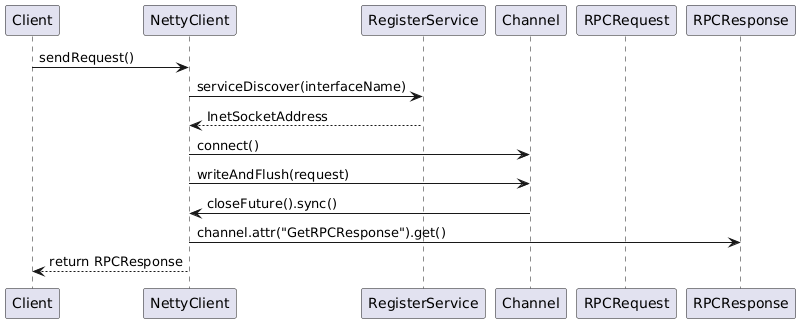 Client NettyClient RegisterService Channel RPCRequest RPCResponse
sendRequest()
serviceDiscover(interfaceName)
InetSocketAddress
connect()
writeAndFlush(request)
closeFuture().sync()
channel.attr("GetRPCResponse").get()
return RPCResponse
Client NettyClient RegisterService Channel RPCRequest RPCResponse